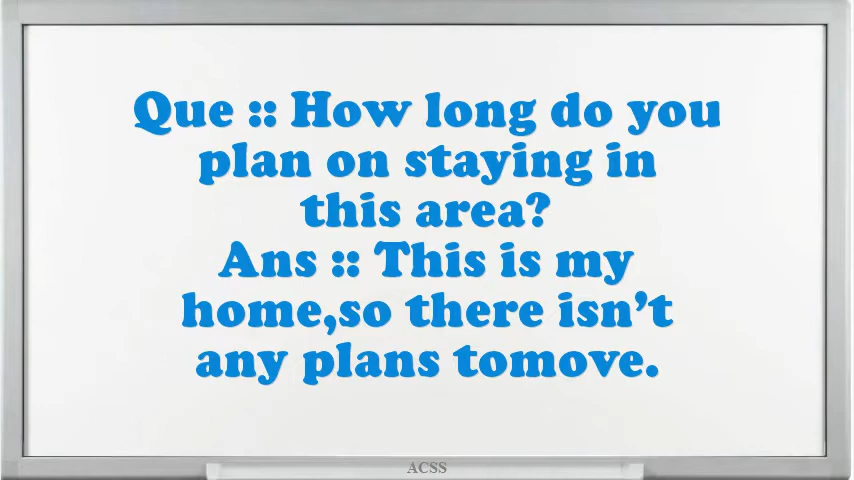 Que :: How long do you
plan on staying in
this area?
Ans :: This is my
home,so there isn't
any plans tomove.
ACSS